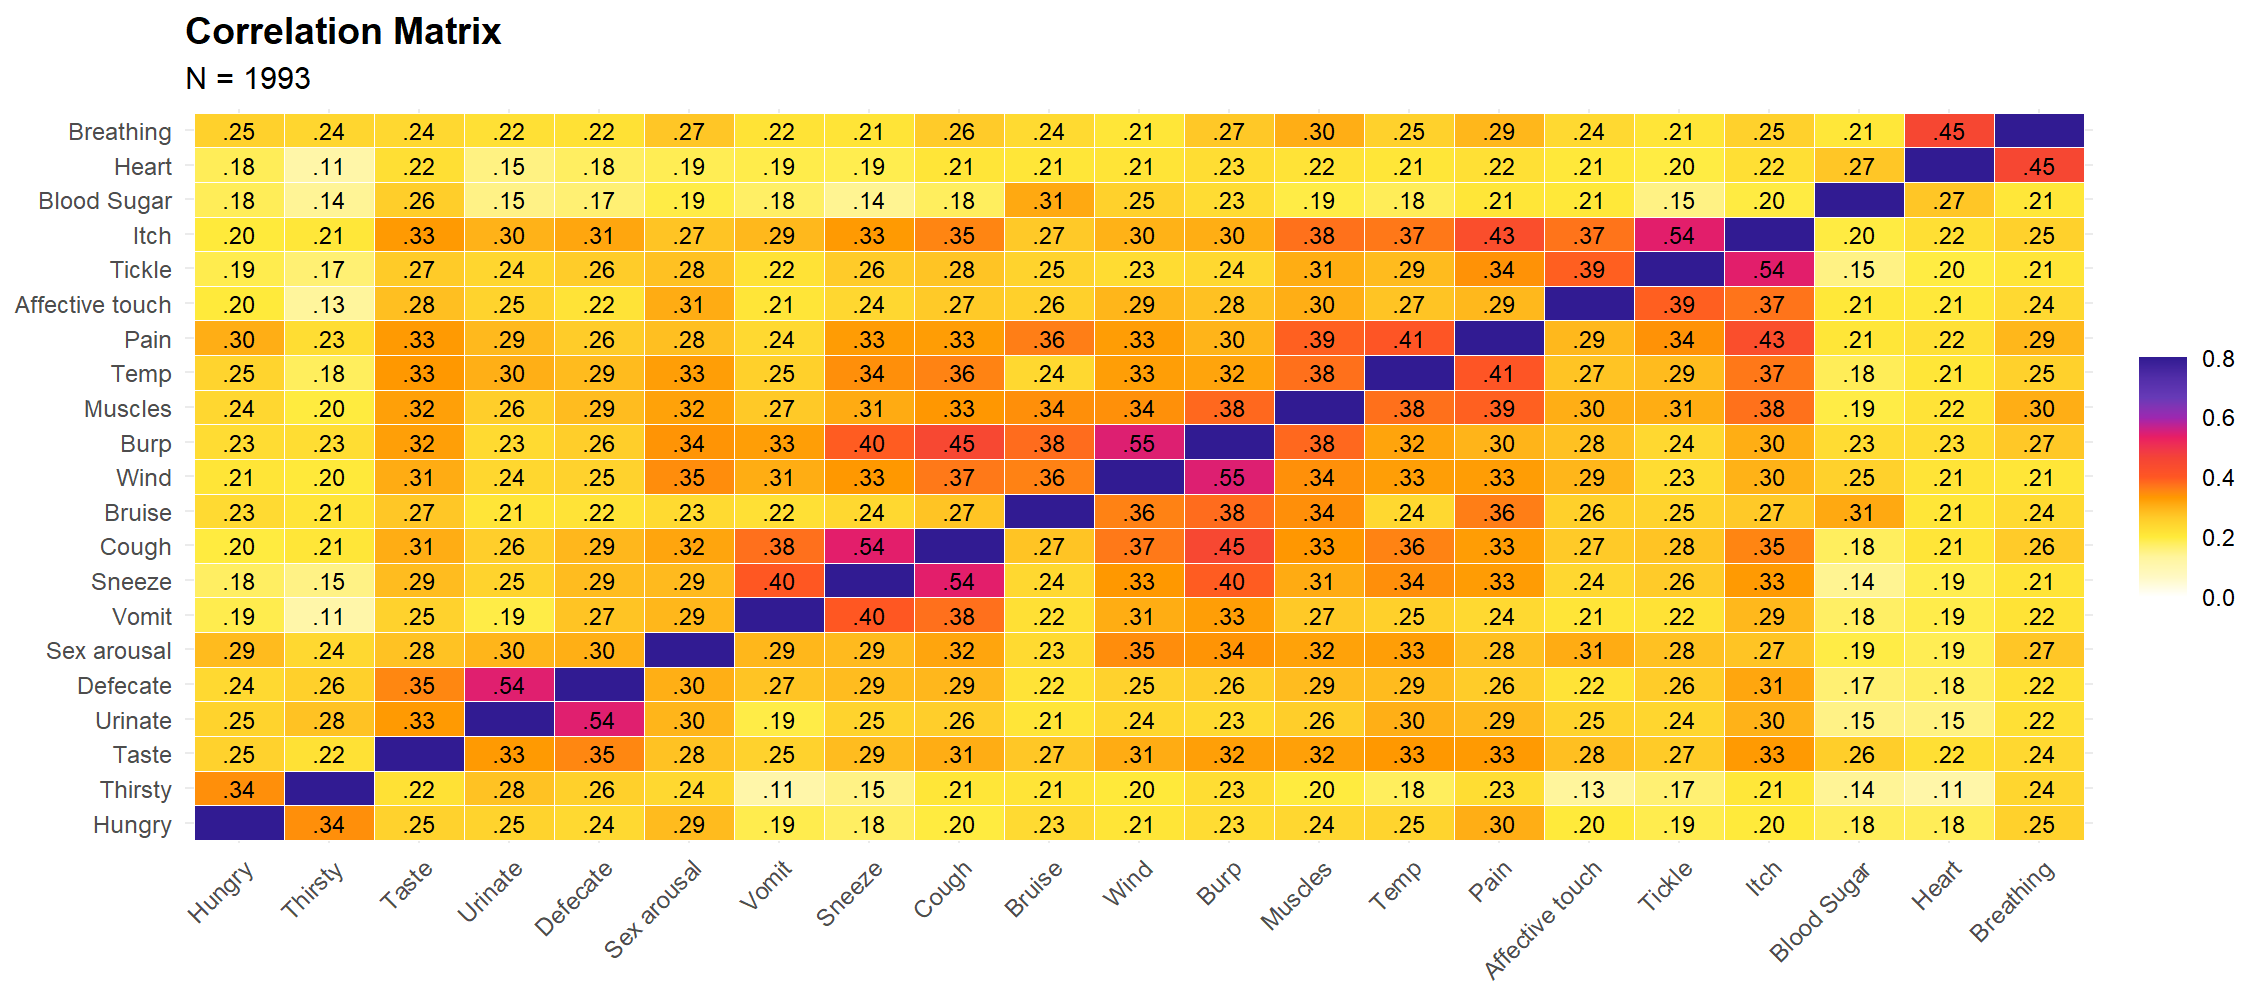 Correlation Matrix
N = 1993
Breathing .25 .24 .24 .22 .22 .27 .22 .21 .26 .24 .21 .27 .30 .25 .29 .24 .21 .25 .21 .45
Heart .18 .11 .22 .15 .18 .19 .19 .19 .21 .21 .21 .23 .22 .21 .22 .21 .20 .22 .27 .45
Blood Sugar .18 .14 .26 .15 .17 .19 .18 .14 .18 .31 .25 .23 .19 .18 .21 .21 .15 .20 .27 .21
Itch .20 .21 .33 .30 .31 .27 .29 .33 .35 .27 .30 .30 .38 .37 .43 .37 .54 .20 .22 .25
Tickle .19 .17 .27 .24 .26 .28 .22 .26 .28 .25 .23 .24 .31 .29 .34 .39 .54 .15 .20 .21
Affective touch .20 .13 .28 .25 .22 .31 .21 .24 .27 .26 .29 .28 .30 .27 .29 .39 .37 .21 .21 .24
Pain .30 .23 .33 .29 .26 .28 .24 .33 .33 .36 .33 .30 .39 .41 .29 .34 .43 .21 .22 .29
Temp .25 .18 .33 .30 .29 .33 .25 .34 .36 .24 .33 .32 .38 .41 .27 .29 .37 .18 .21 .25
Muscles .24 .20 .32 .26 .29 .32 .27 .31 .33 .34 .34 .38 .38 .39 .30 .31 .38 .19 .22 .30
Burp .23 .23 .32 .23 .26 .34 .33 .40 .45 .38 .55 .38 .32 .30 .28 .24 .30 .23 .23 .27
Wind .21 .20 .31 .24 .25 .35 .31 .33 .37 .36 .55 .34 .33 .33 .29 .23 .30 .25 .21 .21
Bruise .23 .21 .27 .21 .22 .23 .22 .24 .27 .36 .38 .34 .24 .36 .26 .25 .27 .31 .21 .24
Cough .20 .21 .31 .26 .29 .32 .38 .54 .27 .37 .45 .33 .36 .33 .27 .28 .35 .18 .21 .26
Sneeze .18 .15 .29 .25 .29 .29 .40 .54 .24 .33 .40 .31 .34 .33 .24 .26 .33 .14 .19 .21
Vomit .19 .11 .25 .19 .27 .29 .40 .38 .22 .31 .33 .27 .25 .24 .21 .22 .29 .18 .19 .22
Sex arousal .29 .24 .28 .30 .30 .29 .29 .32 .23 .35 .34 .32 .33 .28 .31 .28 .27 .19 .19 .27
Defecate .24 .26 .35 .54 .30 .27 .29 .29 .22 .25 .26 .29 .29 .26 .22 .26 .31 .17 .18 .22
Urinate .25 .28 .33 .54 .30 .19 .25 .26 .21 .24 .23 .26 .30 .29 .25 .24 .30 .15 .15 .22
Taste .25 .22 .33 .35 .28 .25 .29 .31 .27 .31 .32 .32 .33 .33 .28 .27 .33 .26 .22 .24
Thirsty .34 .22 .28 .26 .24 .11 .15 .21 .21 .20 .23 .20 .18 .23 .13 .17 .21 .14 .11 .24
Hungry .34 .25 .25 .24 .29 .19 .18 .20 .23 .21 .23 .24 .25 .30 .20 .19 .20 .18 .18 .25
Hungry Thirsty Taste Urinate Defecate Sex arousal Vomit Sneeze Cough Bruise Wind Burp Muscles Temp Pain Affective touch Tickle Itch Blood Sugar Heart Breathing
0.8
0.6
0.4
0.2
0.0